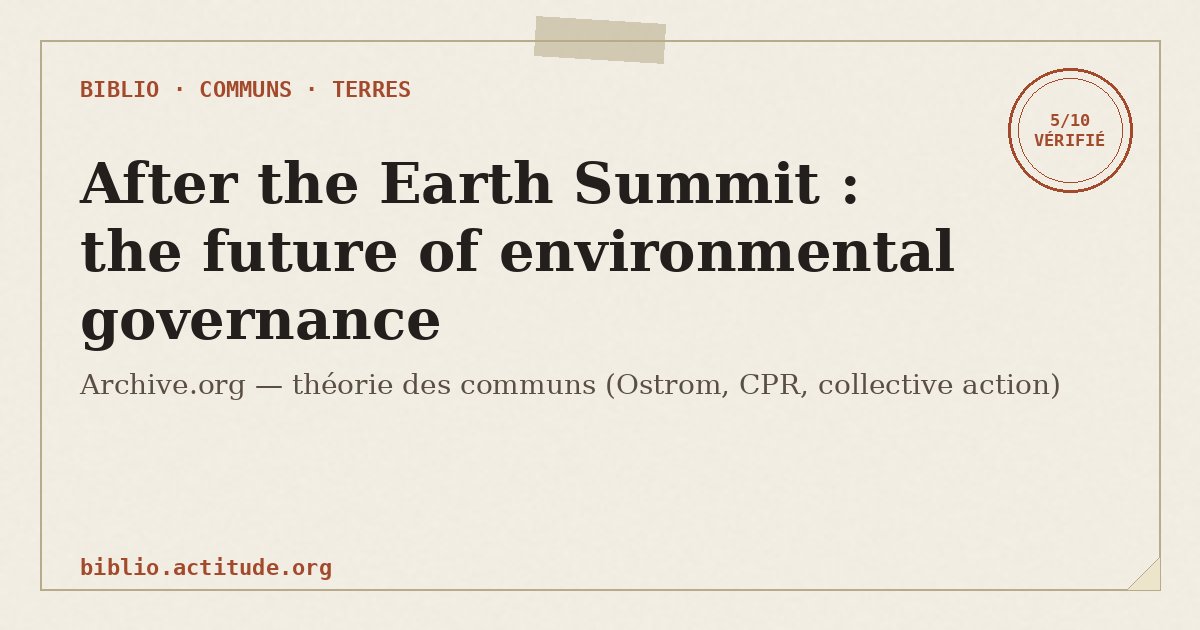 BIBLIO · COMMUNS · TERRES
5/10
VÉRIFIÉ
After the Earth Summit :
the future of environmental
governance
Archive.org — théorie des communs (Ostrom, CPR, collective action)
biblio.actitude.org